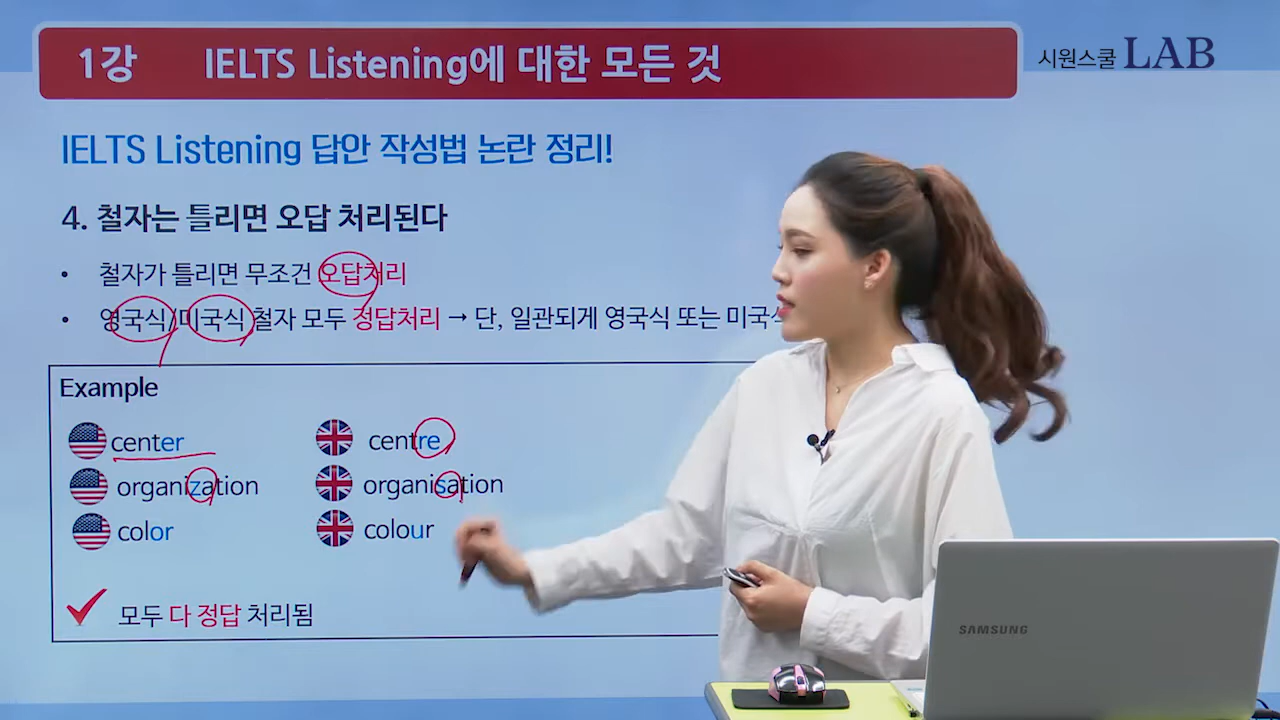 1강 IELTS Listening에 대한 모든 것
시원스쿨 LAB
IELTS Listening 답안 작성법 논란 정리!
4. 철자는 틀리면 오답 처리된다
• 철자가 틀리면 무조건 오답처리
• 영국식/미국식 철자 모두 정답처리 → 단, 일관되게 영국식 또는 미국식
Example
center centre
organization organisation
color colour
모두 다 정답 처리됨
SAMSUNG